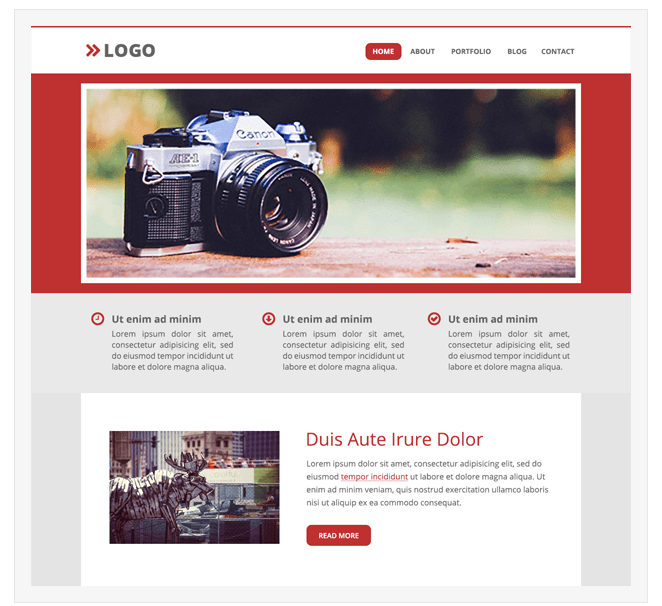 LOGO
HOME ABOUT PORTFOLIO BLOG CONTACT
Canon
AE-1
CANON LENS
MADE IN JAPAN
Ut enim ad minim
Lorem ipsum dolor sit amet,
consectetur adipisicing elit, sed
do eiusmod tempor incididunt ut
labore et dolore magna aliqua.
Ut enim ad minim
Lorem ipsum dolor sit amet,
consectetur adipisicing elit, sed
do eiusmod tempor incididunt ut
labore et dolore magna aliqua.
Ut enim ad minim
Lorem ipsum dolor sit amet,
consectetur adipisicing elit, sed
do eiusmod tempor incididunt ut
labore et dolore magna aliqua.
Duis Aute Irure Dolor
Lorem ipsum dolor sit amet, consectetur adipisicing elit, sed do
eiusmod tempor incididunt ut labore et dolore magna aliqua. Ut
enim ad minim veniam, quis nostrud exercitation ullamco laboris
nisi ut aliquip ex ea commodo consequat.
READ MORE